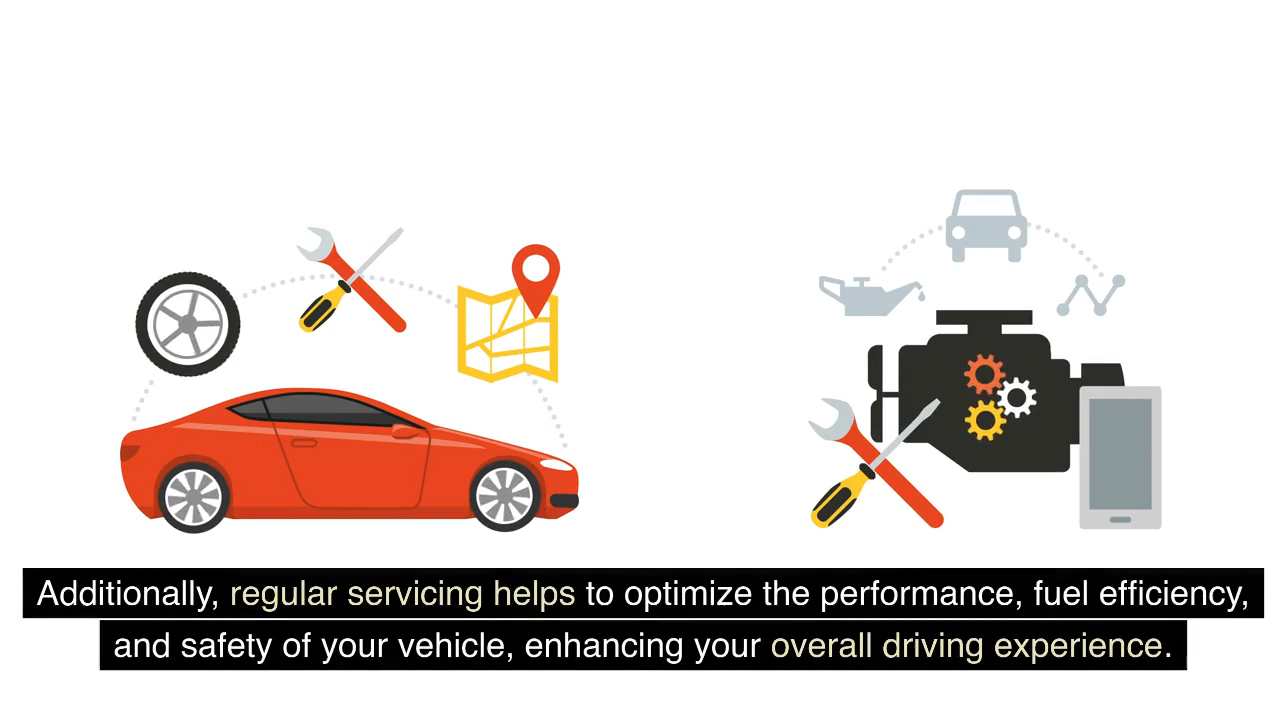 Additionally, regular servicing helps to optimize the performance, fuel efficiency,
and safety of your vehicle, enhancing your overall driving experience.